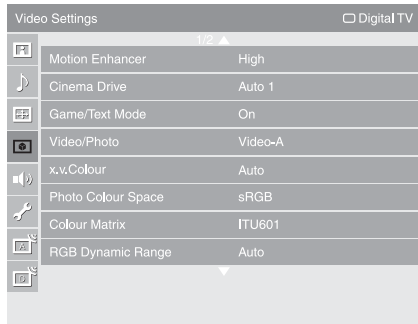 Video Settings Digital TV
1/2
Motion Enhancer High
Cinema Drive Auto 1
Game/Text Mode On
Video/Photo Video-A
x.v.Colour Auto
Photo Colour Space sRGB
Colour Matrix ITU601
RGB Dynamic Range Auto
A